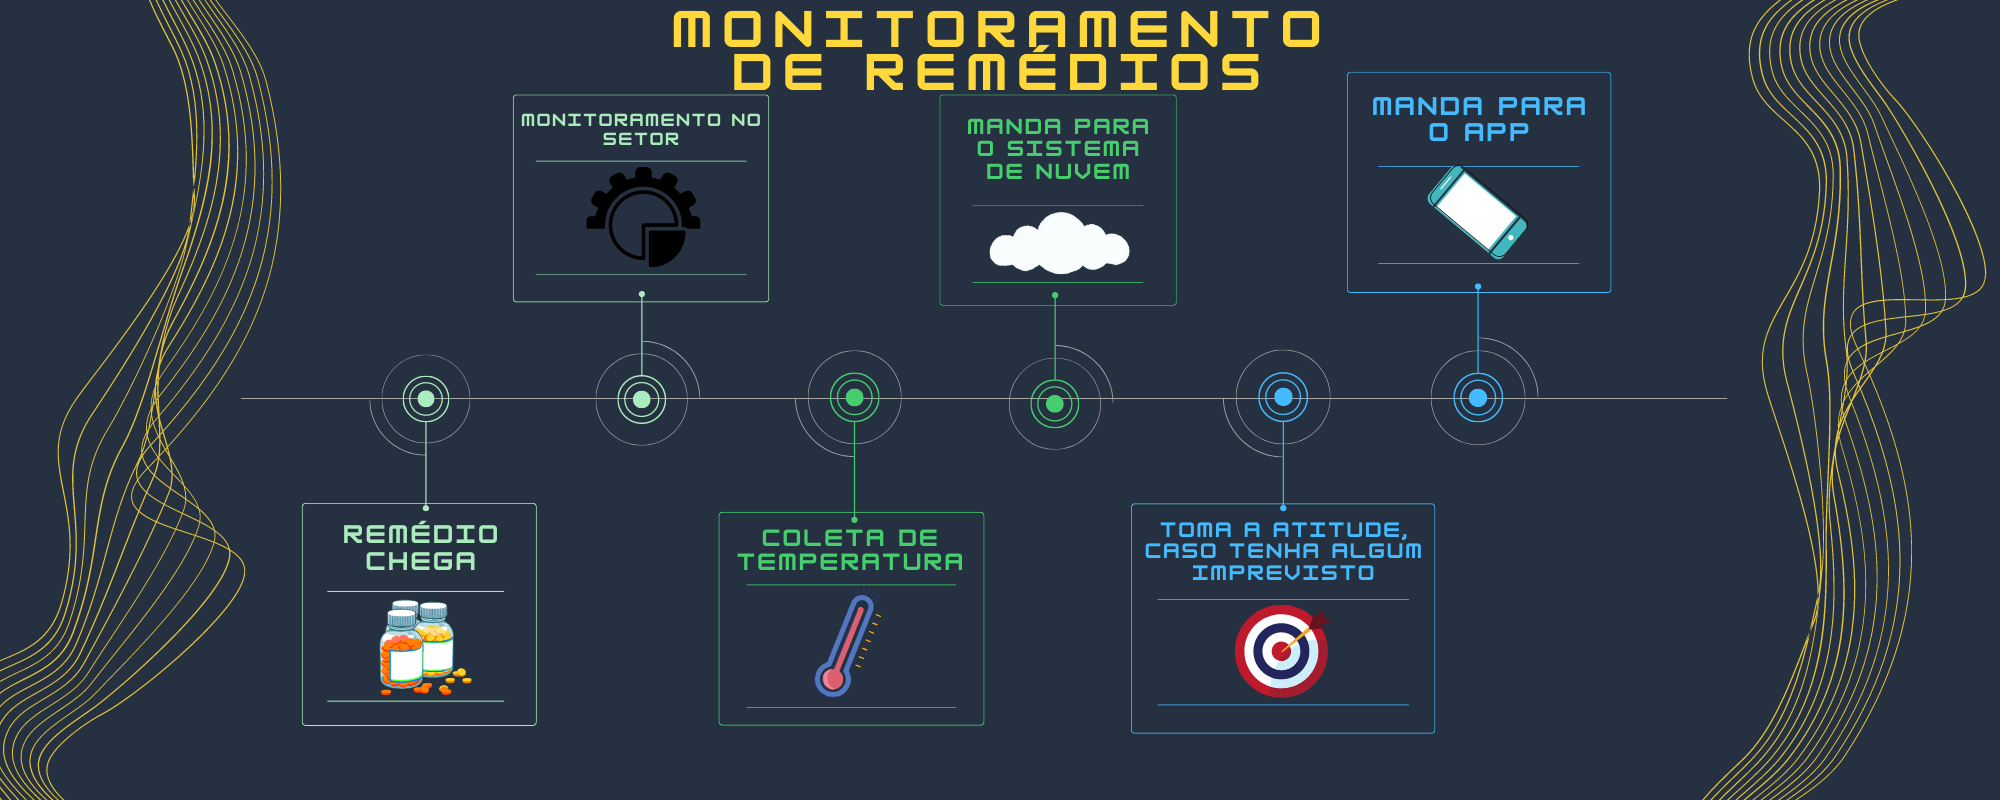 MONITORAMENTO
DE REMÉDIOS
REMÉDIO
CHEGA
MONITORAMENTO NO
SETOR
COLETA DE
TEMPERATURA
MANDA PARA
O SISTEMA
DE NUVEM
TOMA A ATITUDE,
CASO TENHA ALGUM
IMPREVISTO
MANDA PARA
O APP